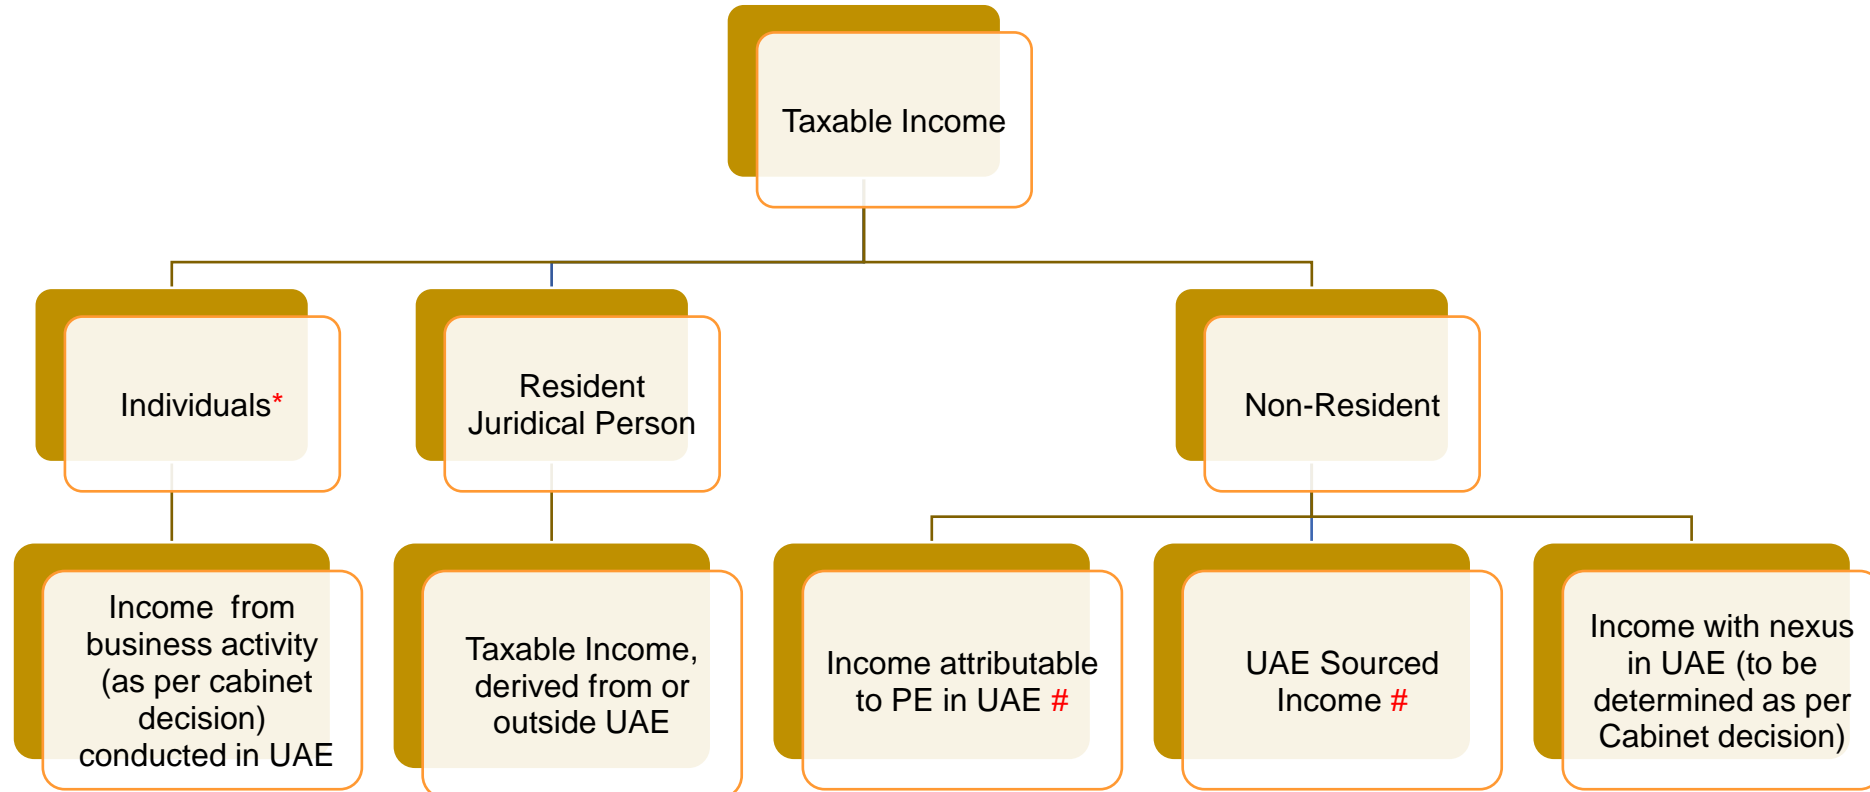 Taxable Income
Individuals*
Resident
Juridical Person
Non-Resident
Income from
business activity
(as per cabinet
decision)
conducted in UAE
Taxable Income,
derived from or
outside UAE
Income attributable
to PE in UAE #
UAE Sourced
Income #
Income with nexus
in UAE (to be
determined as per
Cabinet decision)